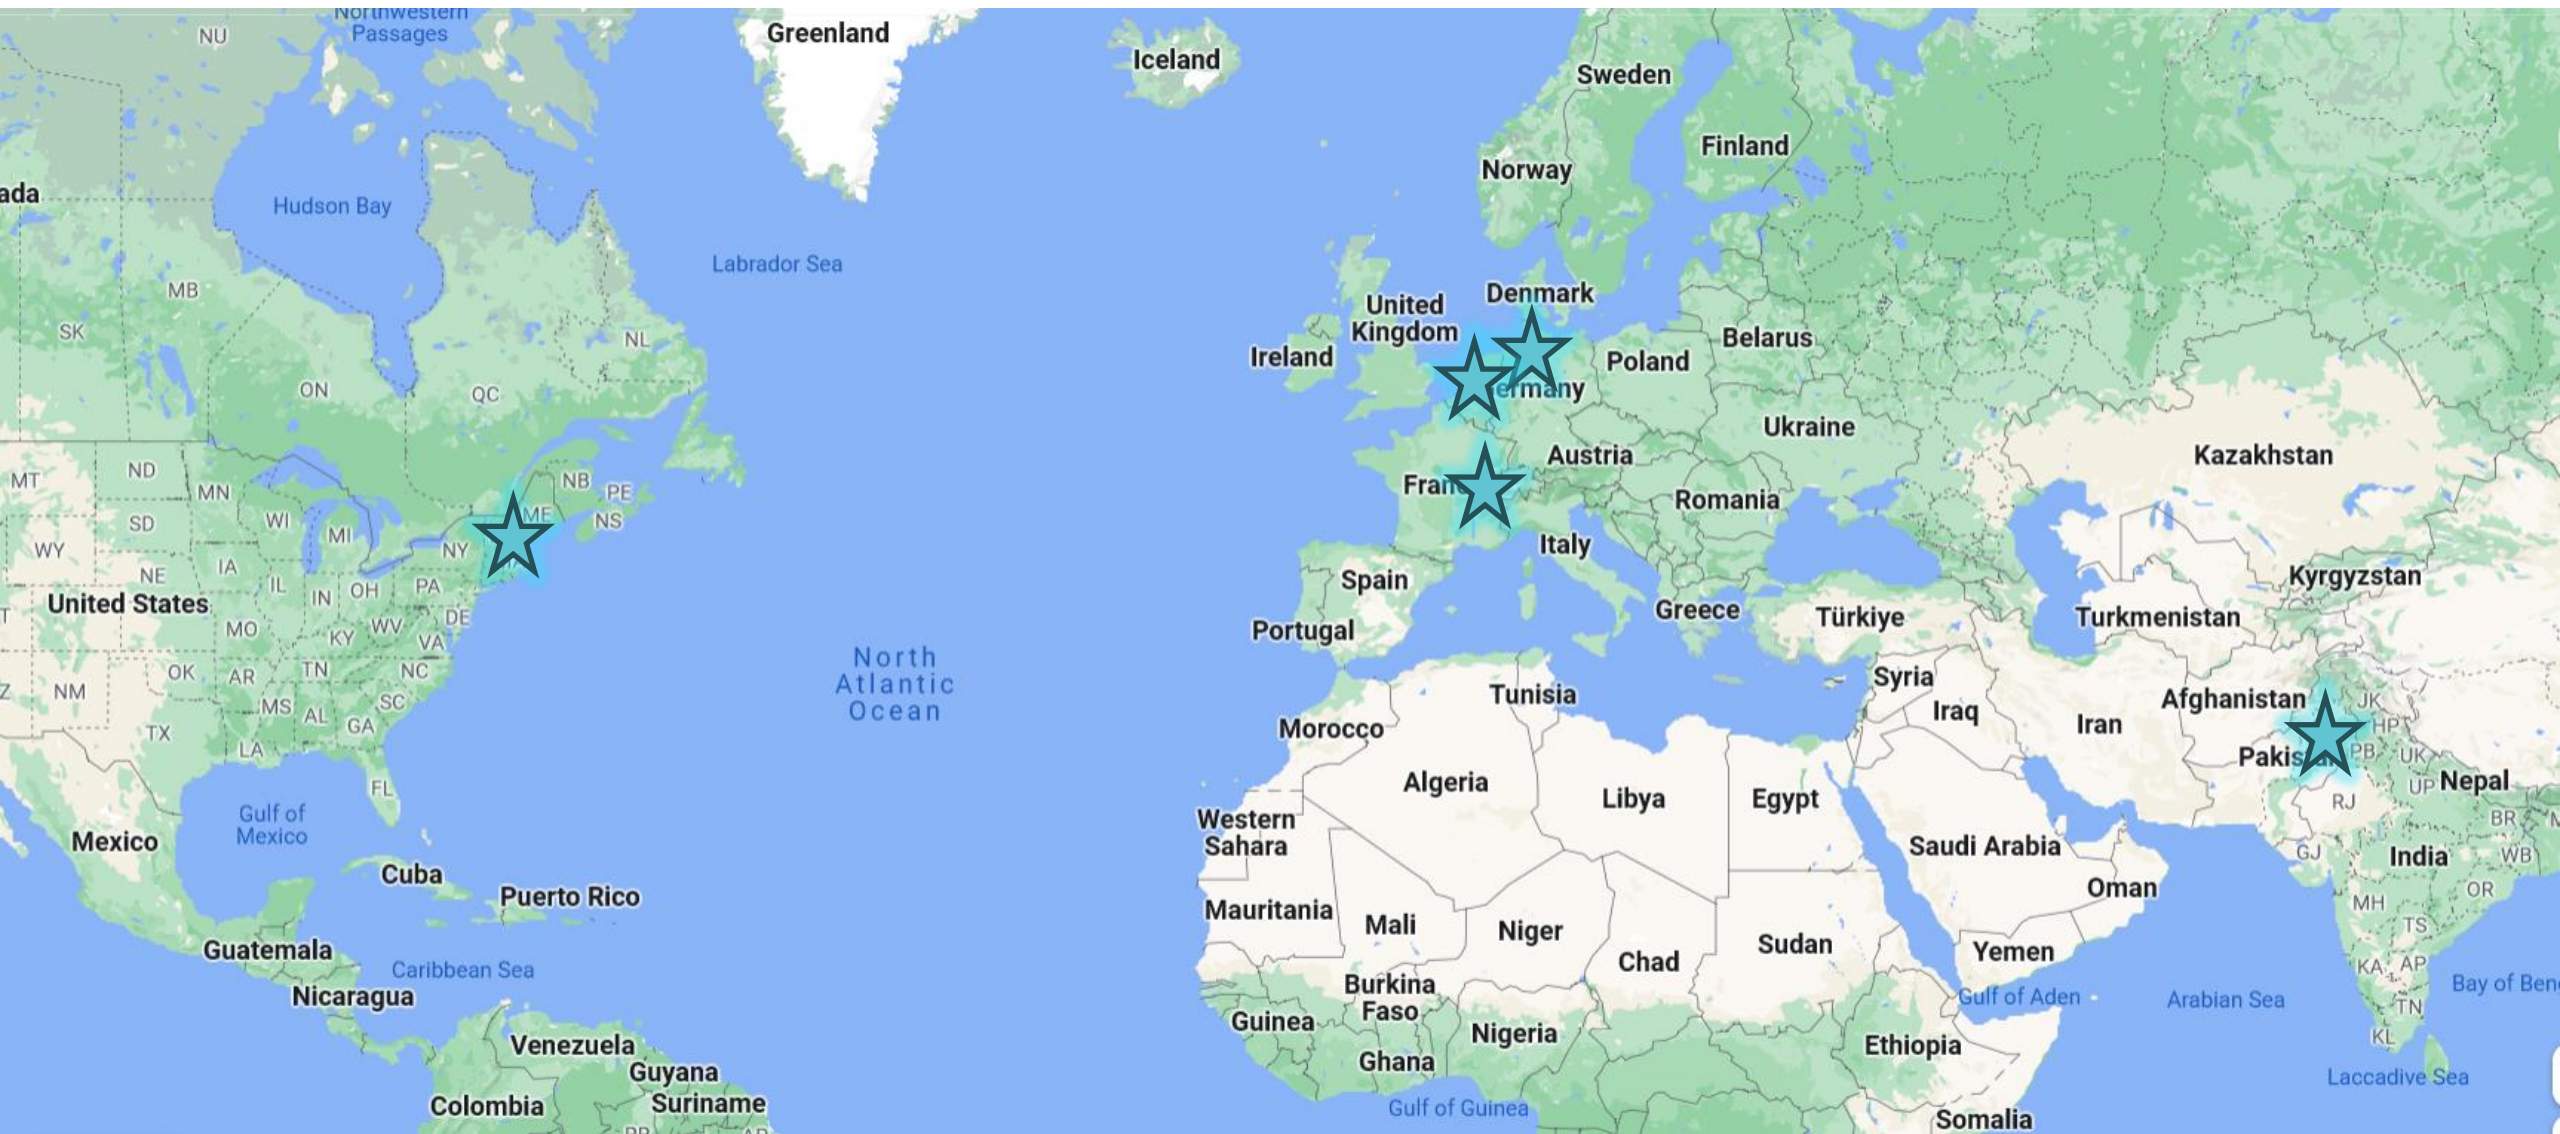 Northwestern
Passages
NU
Greenland
Iceland
Sweden
Finland
Norway
ada
Hudson Bay
Labrador Sea
MB
SK
NL
ON
QC
Denmark
United
Kingdom
Ireland
Germany
Poland
Belarus
Ukraine
Austria
France
Romania
Kazakhstan
MT
ND
MN
NB
PE
NS
ME
SD
WI
MI
NY
WY
IA
NE
IL
IN
OH
PA
United States
MO
KY
WV
VA
DE
OK
AR
TN
NC
NM
MS
AL
GA
SC
TX
LA
FL
Italy
Spain
Portugal
Greece
Türkiye
Kyrgyzstan
Turkmenistan
North
Atlantic
Ocean
Syria
Iraq
Iran
Afghanistan
Pakistan
JK
HP
PB
UK
UP
Nepal
RJ
BR
GJ
India
WB
OR
MH
TS
KA
AP
TN
KL
Tunisia
Morocco
Algeria
Libya
Egypt
Western
Sahara
Saudi Arabia
Oman
Mauritania
Mali
Niger
Chad
Sudan
Yemen
Burkina
Faso
Guinea
Nigeria
Ghana
Ethiopia
Gulf of Aden
Arabian Sea
Bay of Ben
Laccadive Sea
Gulf of Guinea
Somalia
Gulf of
Mexico
Mexico
Cuba
Puerto Rico
Guatemala
Caribbean Sea
Nicaragua
Venezuela
Guyana
Suriname
Colombia